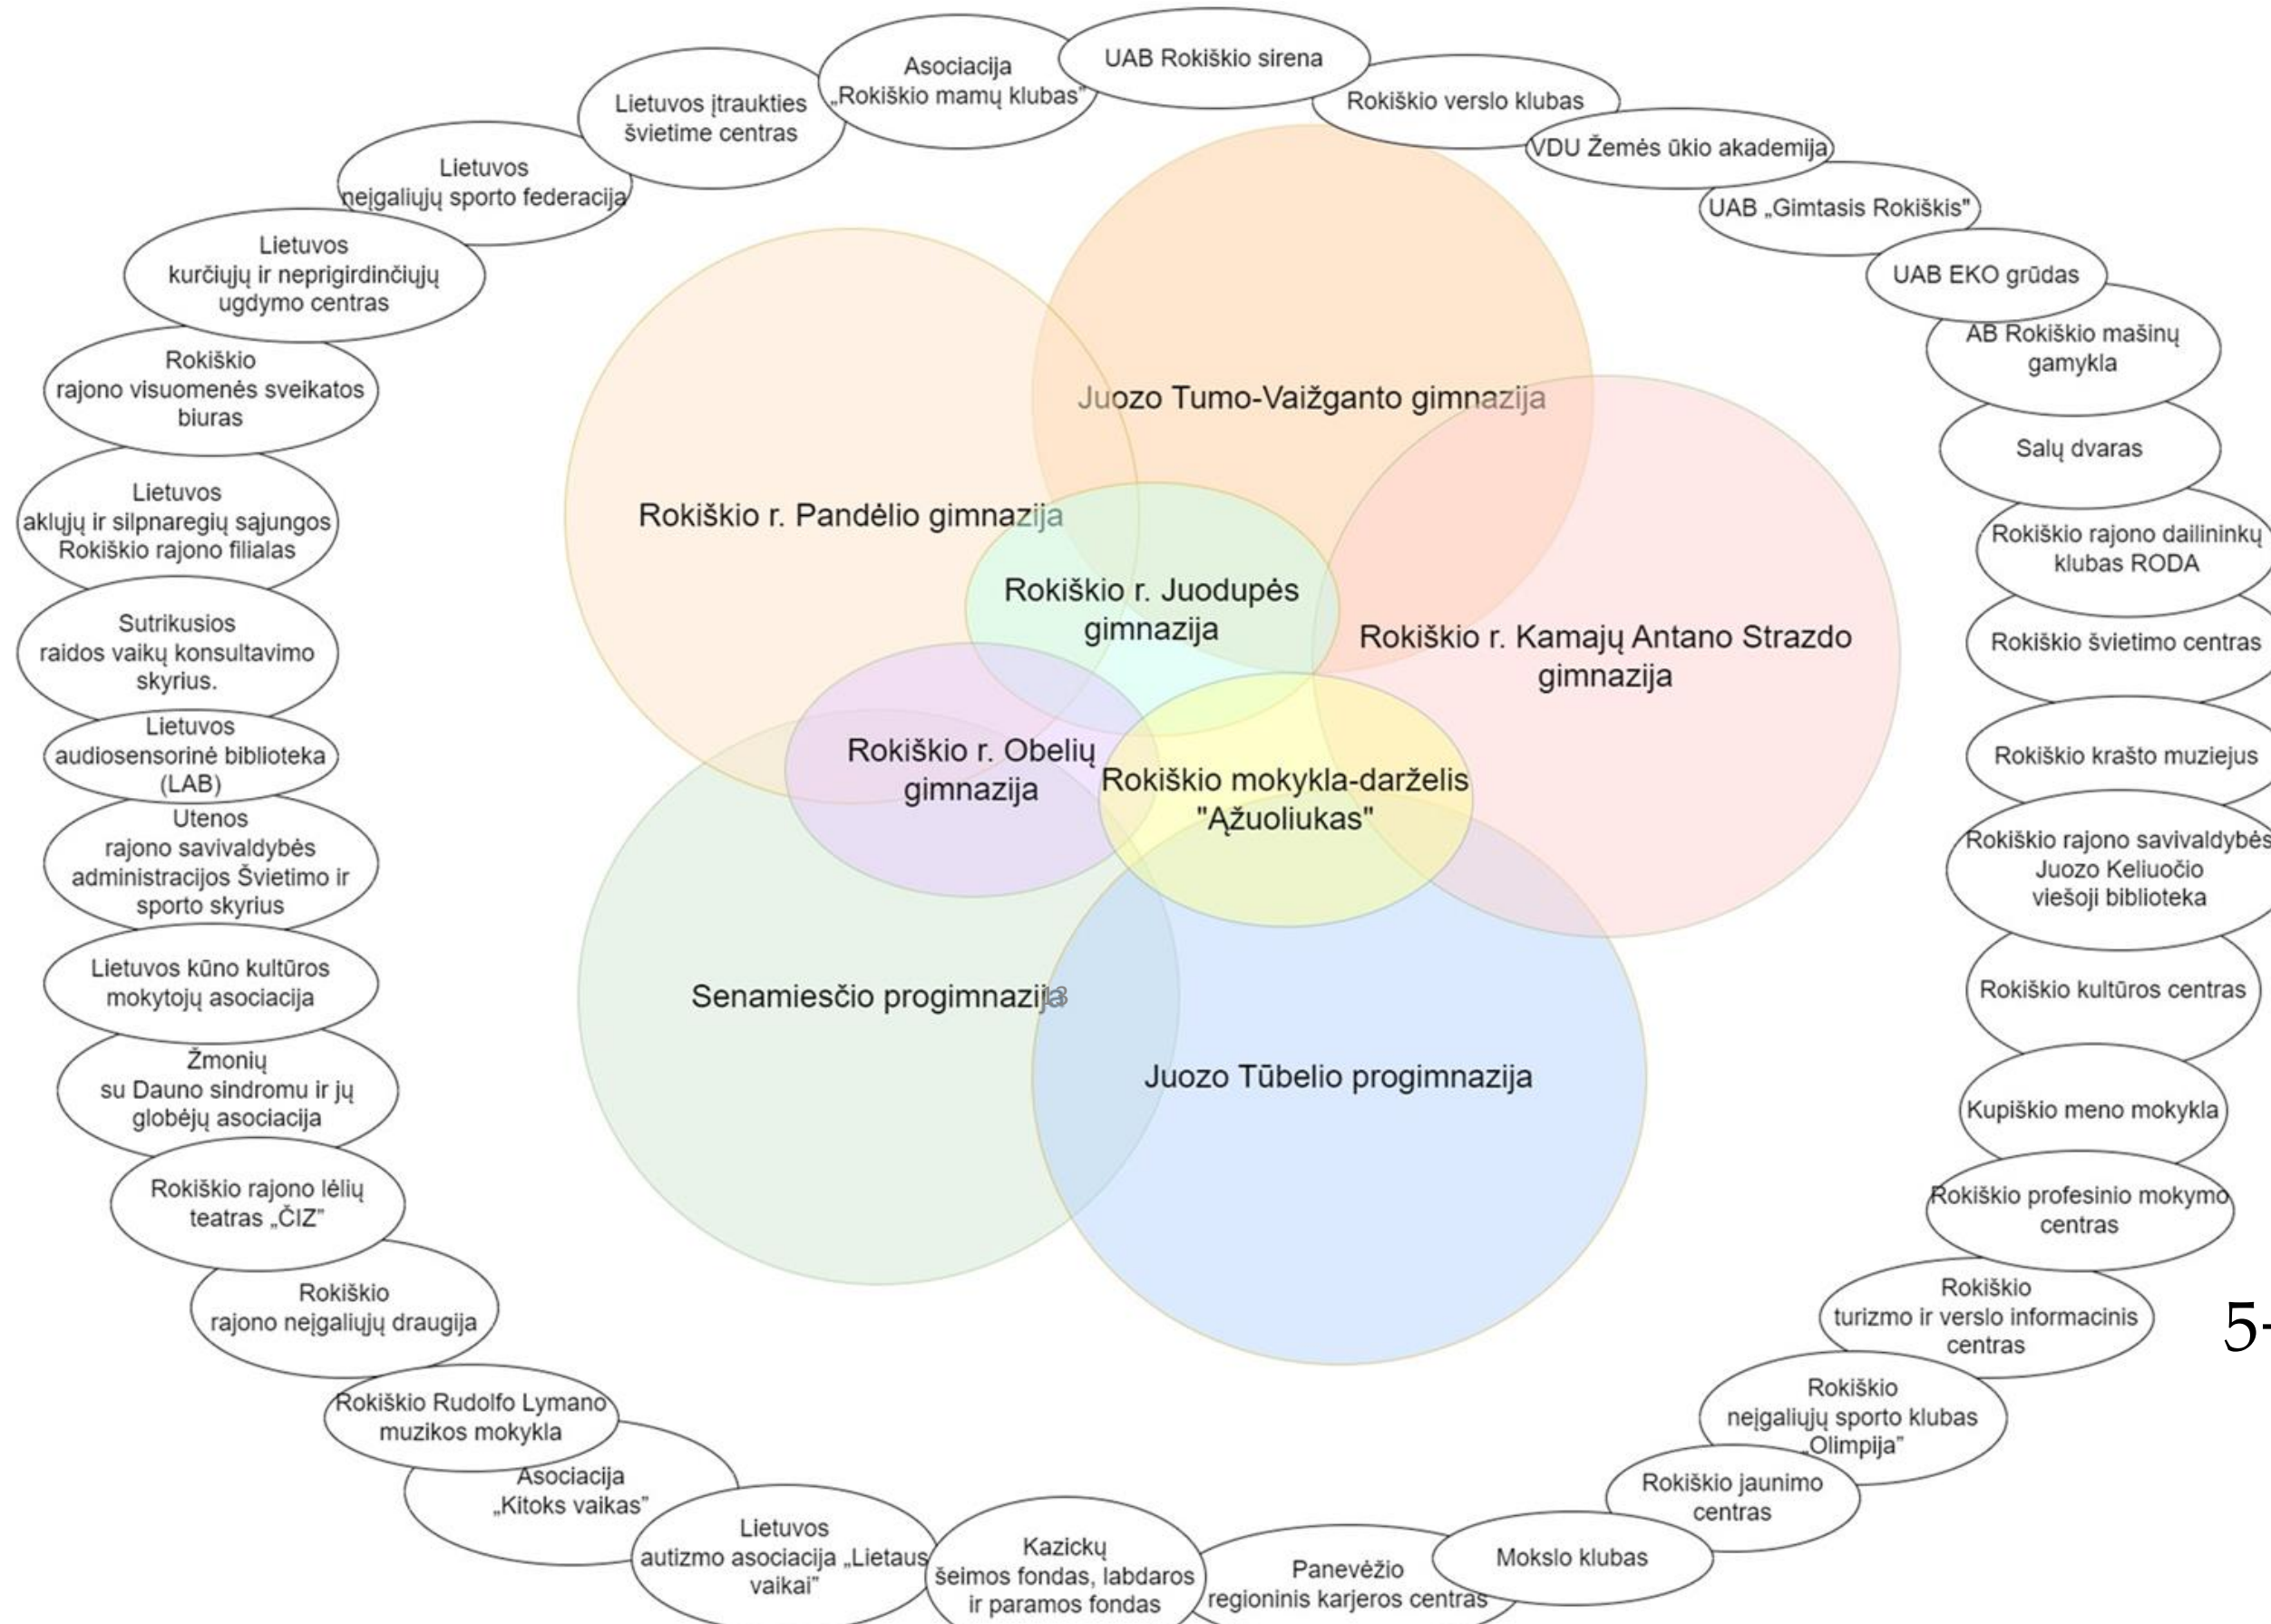 UAB Rokiškio sirena
Asociacija
„Rokiškio mamų klubas”
Rokiškio verslo klubas
Lietuvos įtraukties
švietime centras
VDU Žemės ūkio akademija
Lietuvos
neįgaliųjų sporto federacija
UAB „Gimtasis Rokiškis"
Lietuvos
kurčiųjų ir neprigirdinčiųjų
ugdymo centras
UAB EKO grūdas
AB Rokiškio mašinų
gamykla
Rokiškio
rajono visuomenės sveikatos
biuras
Salų dvaras
Lietuvos
aklųjų ir silpnaregių sąjungos
Rokiškio rajono filialas
Rokiškio rajono dailininkų
klubas RODA
Sutrikusios
raidos vaikų konsultavimo
skyrius.
Rokiškio švietimo centras
Lietuvos
audiosensorinė biblioteka
(LAB)
Rokiškio krašto muziejus
Utenos
rajono savivaldybės
administracijos Švietimo ir
sporto skyrius
Rokiškio rajono savivaldybės
Juozo Keliuočio
viešoji biblioteka
Lietuvos kūno kultūros
mokytojų asociacija
Rokiškio kultūros centras
Žmonių
su Dauno sindromu ir jų
globėjų asociacija
Kupiškio meno mokykla
Rokiškio rajono lėlių
teatras „ČIZ”
Rokiškio profesinio mokymo
centras
Rokiškio
rajono neįgaliųjų draugija
Rokiškio
turizmo ir verslo informacinis
centras
5-
Rokiškio Rudolfo Lymano
muzikos mokykla
Rokiškio
neįgaliųjų sporto klubas
„Olimpija”
Asociacija
„Kitoks vaikas”
Rokiškio jaunimo
centras
Lietuvos
autizmo asociacija „Lietaus
vaikai”
Kazickų
šeimos fondas, labdaros
ir paramos fondas
Panevėžio
regioninis karjeros centras
Mokslo klubas
Juozo Tumo-Vaižganto gimnazija
Rokiškio r. Pandėlio gimnazija
Rokiškio r. Juodupės
gimnazija
Rokiškio r. Kamajų Antano Strazdo
gimnazija
Rokiškio r. Obelių
gimnazija
Rokiškio mokykla-darželis
"Ąžuoliukas"
Senamiesčio progimnazija
13
Juozo Tūbelio progimnazija